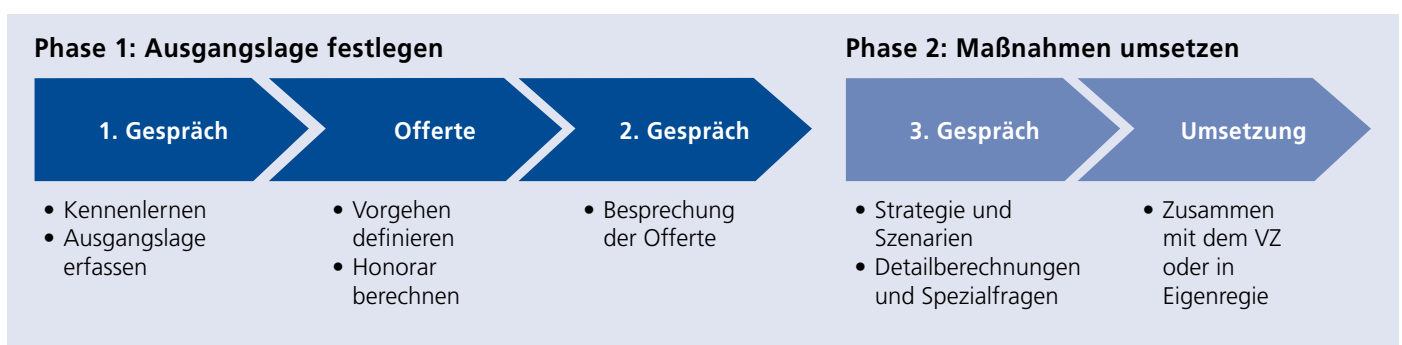 Phase 1: Ausgangslage festlegen
1. Gespräch
Offerte
2. Gespräch
• Kennenlernen
• Ausgangslage
erfassen
• Vorgehen
definieren
• Honorar
berechnen
• Besprechung
der Offerte
Phase 2: Maßnahmen umsetzen
3. Gespräch
Umsetzung
• Strategie und
Szenarien
• Detailberechnungen
und Spezialfragen
• Zusammen
mit dem VZ
oder in
Eigenregie